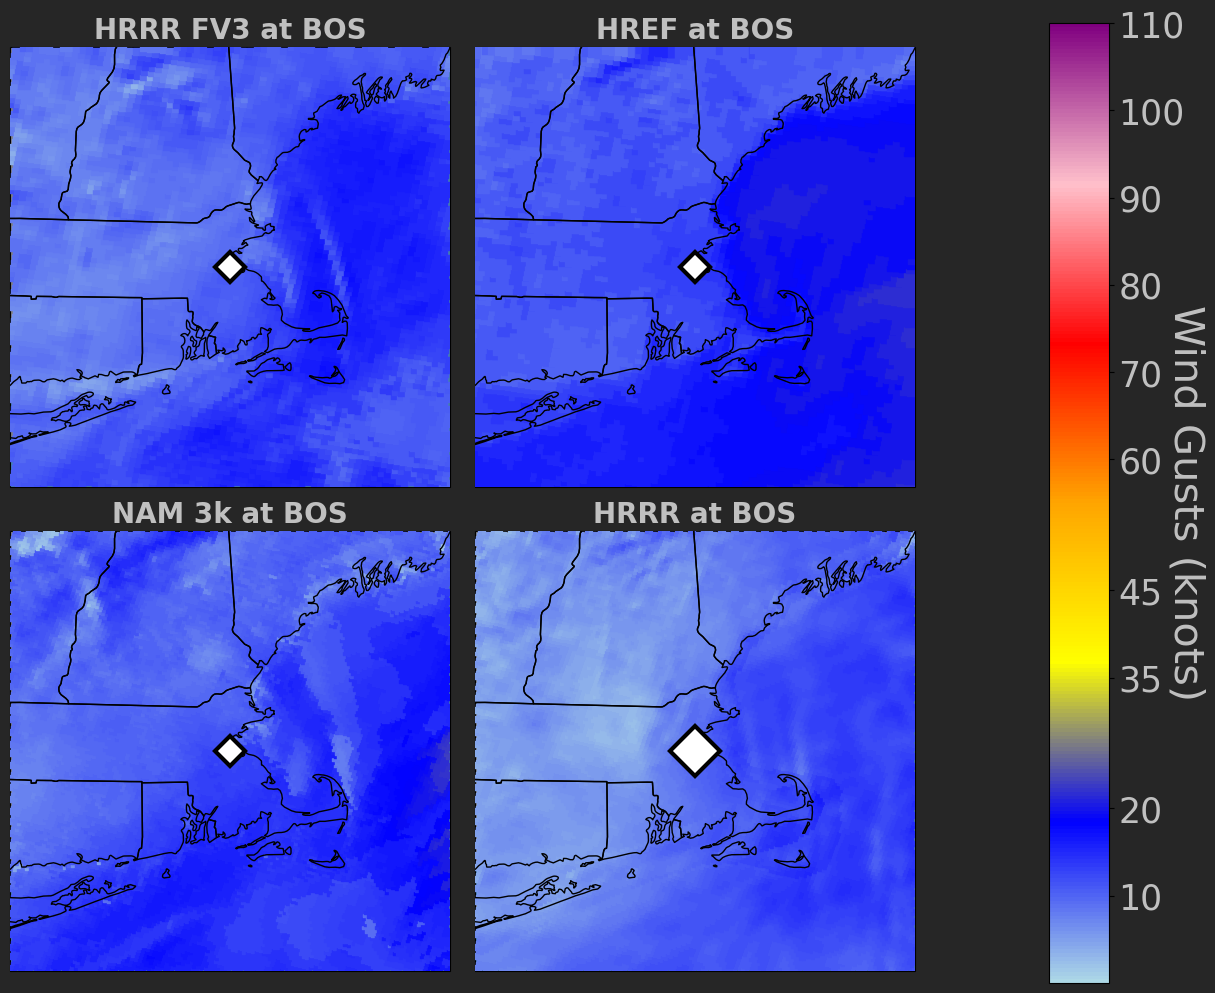 HRRR FV3 at BOS
HREF at BOS
NAM 3k at BOS
HRRR at BOS
110
100
90
80
70
60
45
35
20
10
Wind Gusts (knots)